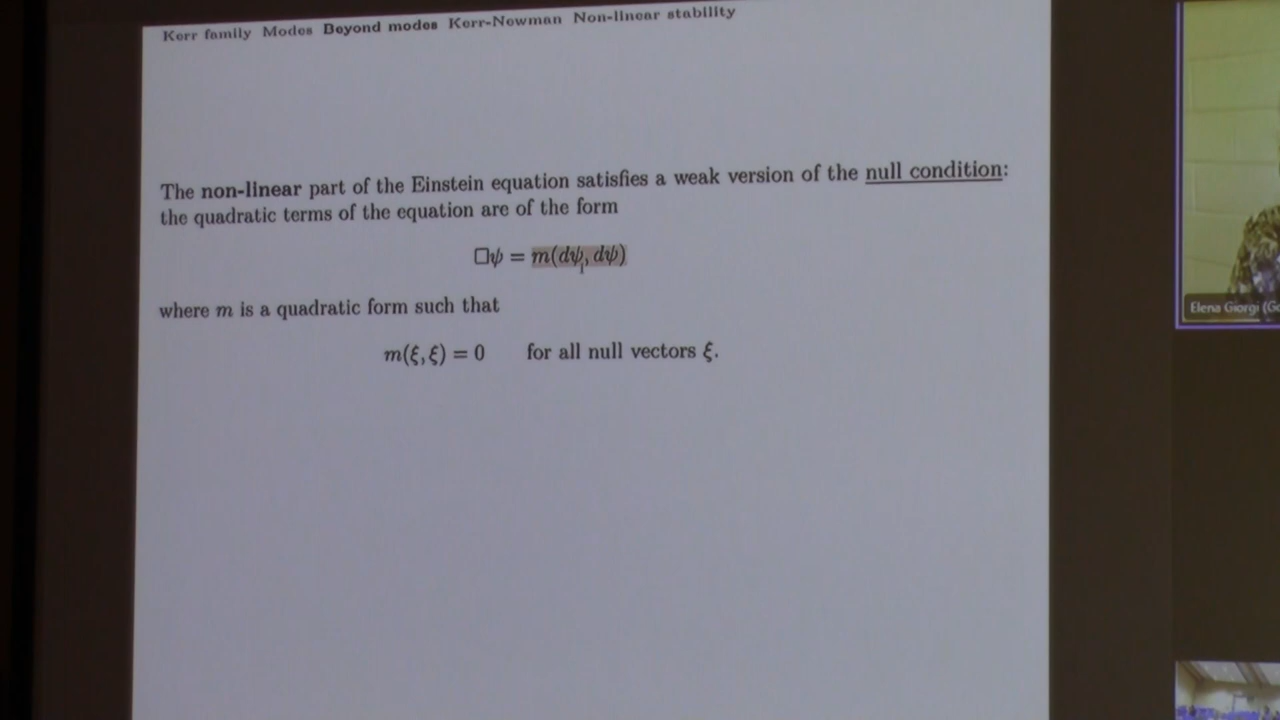 Kerr family Modes Beyond modes Kerr-Newman Non-linear stability
The non-linear part of the Einstein equation satisfies a weak version of the null condition:
the quadratic terms of the equation are of the form
□ψ = m(dψ, dψ)
where m is a quadratic form such that
m(ξ, ξ) = 0 for all null vectors ξ.
Elena Giorgi (